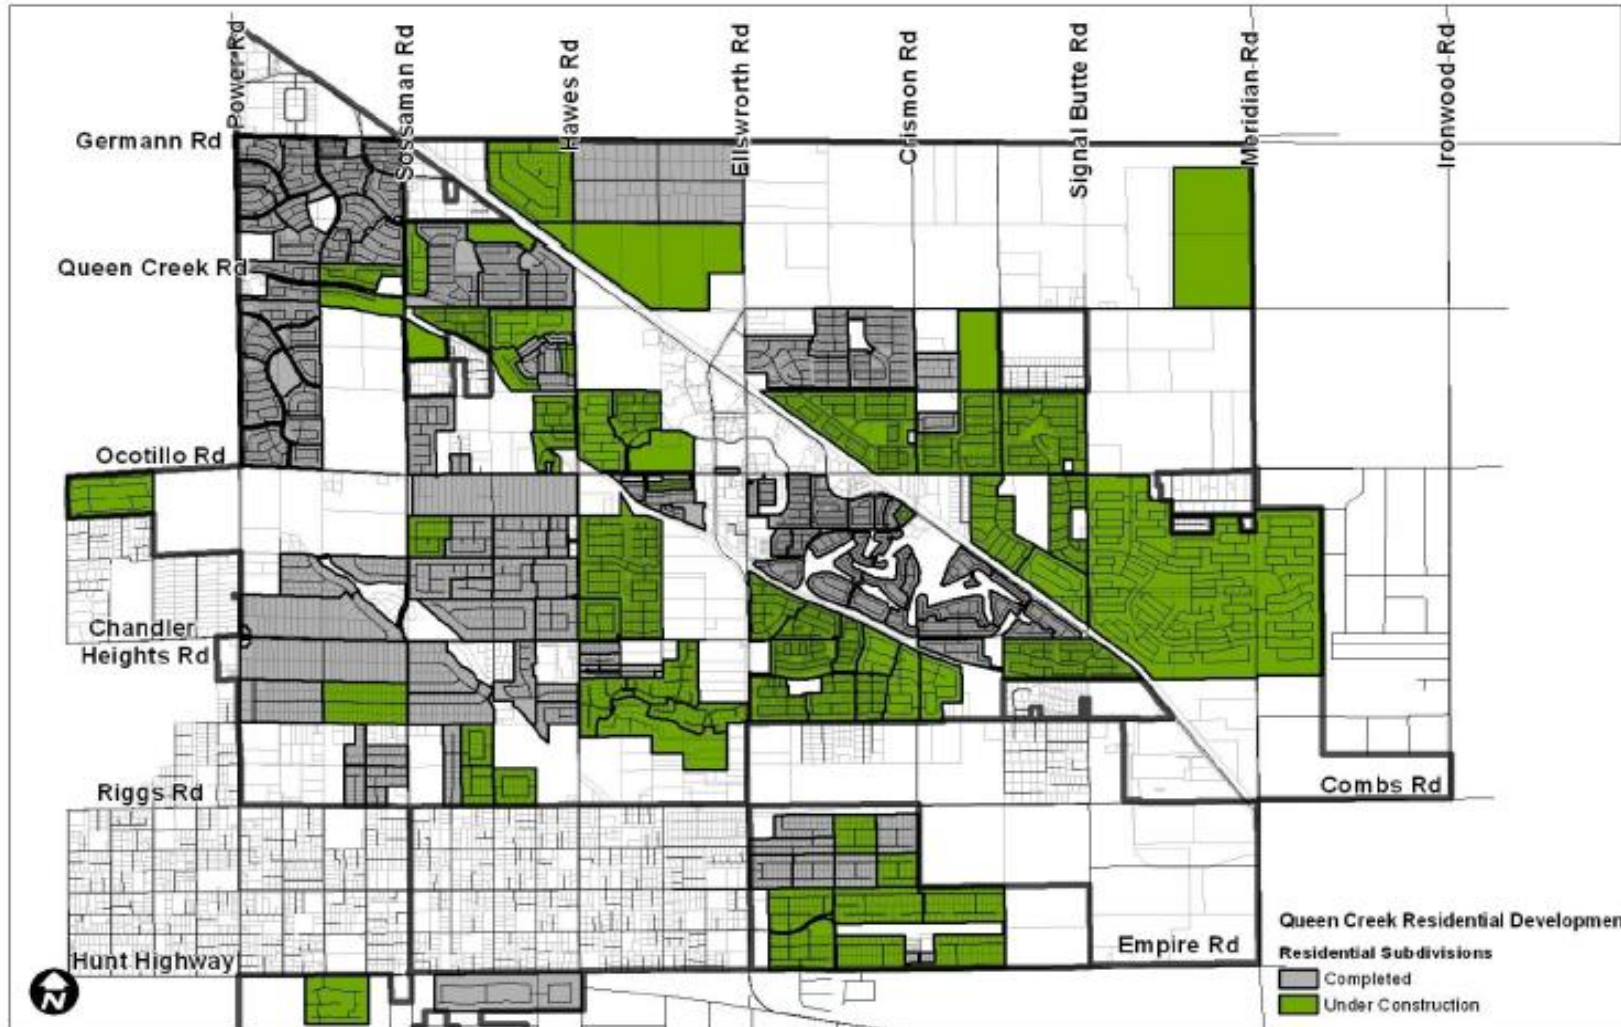 Power Rd
Sossaman Rd
Hawes Rd
Ellsworth Rd
Crismon Rd
Signal Butte Rd
Meridian Rd
Ironwood Rd
Germann Rd
Queen Creek Rd
Ocotillo Rd
Chandler
Heights Rd
Riggs Rd
Combs Rd
Hunt Highway
Empire Rd
Queen Creek Residential Developmen
Residential Subdivisions
Completed
Under Construction
N